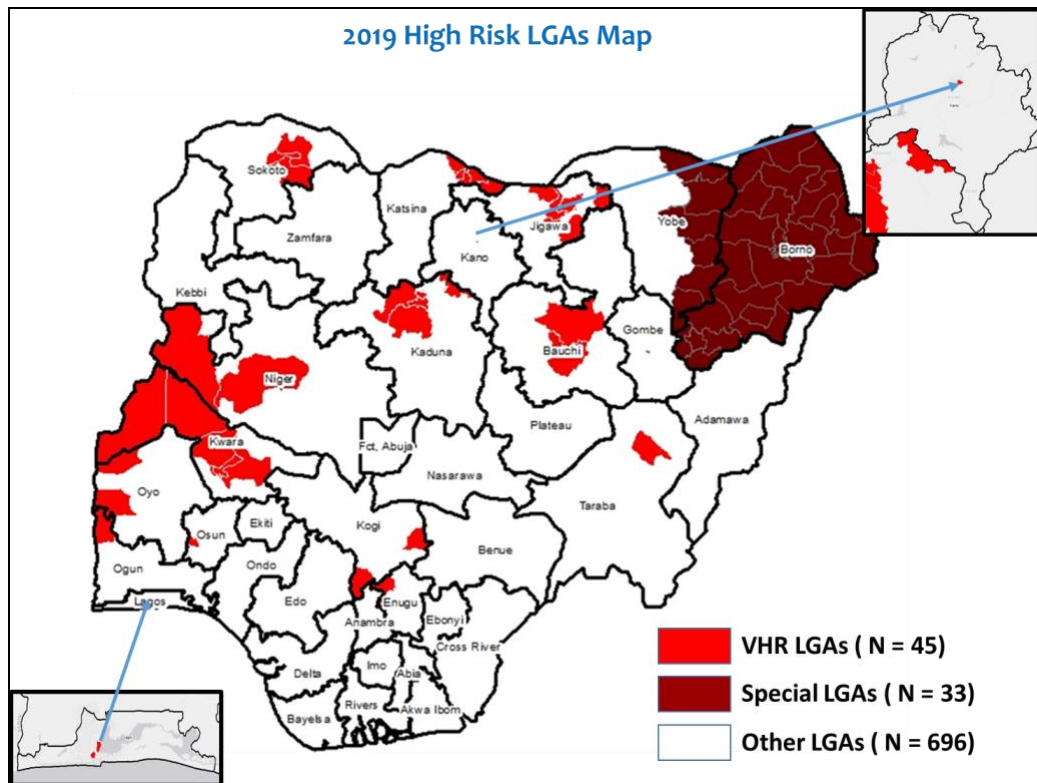 2019 High Risk LGAs Map
Sokoto
Katsina
Zamfara
Jigawa
Yobe
Borno
Kano
Kebbi
Kaduna
Bauchi
Gombe
Niger
Adamawa
Plateau
Fct, Abuja
Kwara
Nasarawa
Oyo
Taraba
Kogi
Osun
Ekiti
Benue
Ogun
Ondo
Lagos
Edo
Enugu
Anambra
Ebonyi
Cross River
Delta
Imo
Abia
Rivers
Akwa Ibom
Bayelsa
VHR LGAs ( N = 45)
Special LGAs ( N = 33)
Other LGAs ( N = 696)